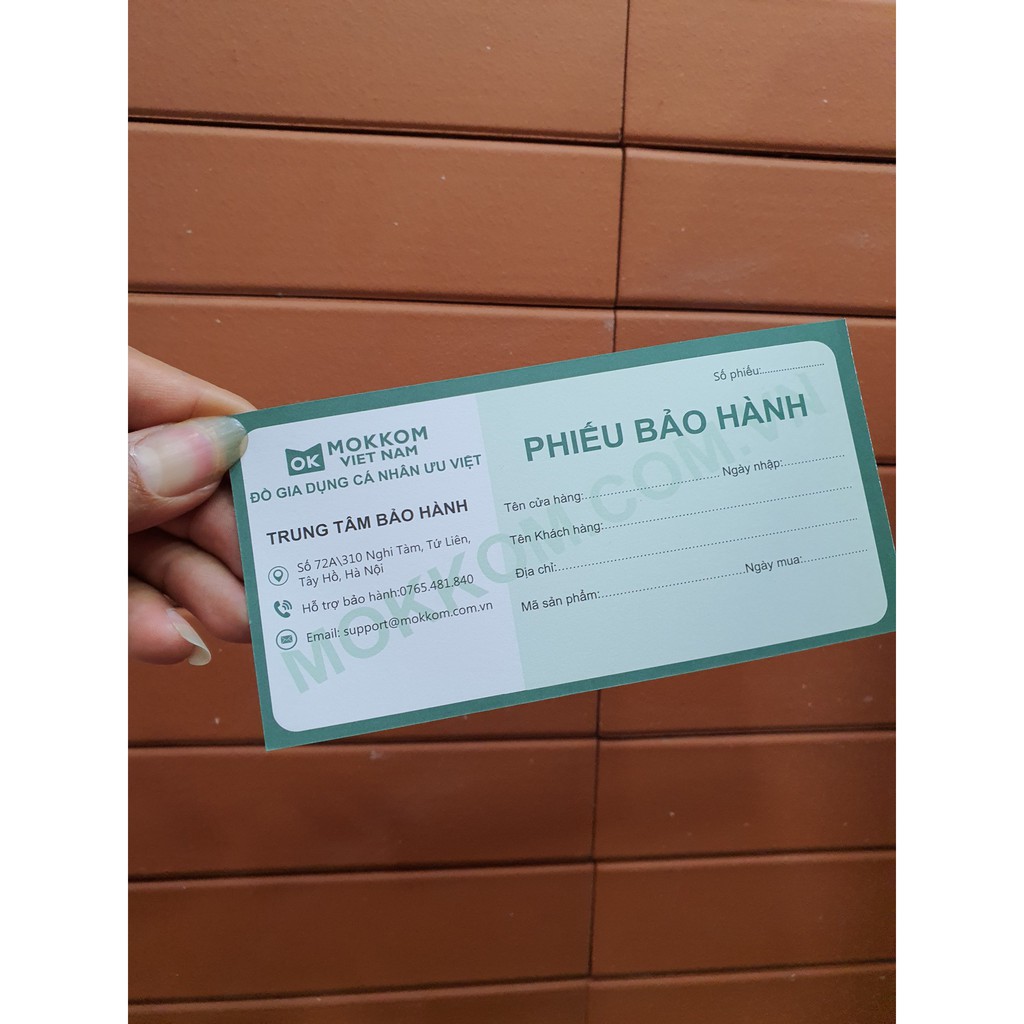 OK MOKKOM
VIET NAM
ĐỒ GIA DỤNG CÁ NHÂN ƯU VIỆT
TRUNG TÂM BẢO HÀNH
Số 72A\310 Nghi Tàm, Tứ Liên,
Tây Hồ, Hà Nội
Hỗ trợ bảo hành:0765.481.840
Email: support@mokkom.com.vn
Số phiếu:....................
PHIẾU BẢO HÀNH
Tên cửa hàng:.................................. Ngày nhập:................
Tên Khách hàng:..............................................................
Địa chỉ:...........................................................................
Mã sản phẩm:....................................Ngày mua:.................
MOKKOM.COM.VN